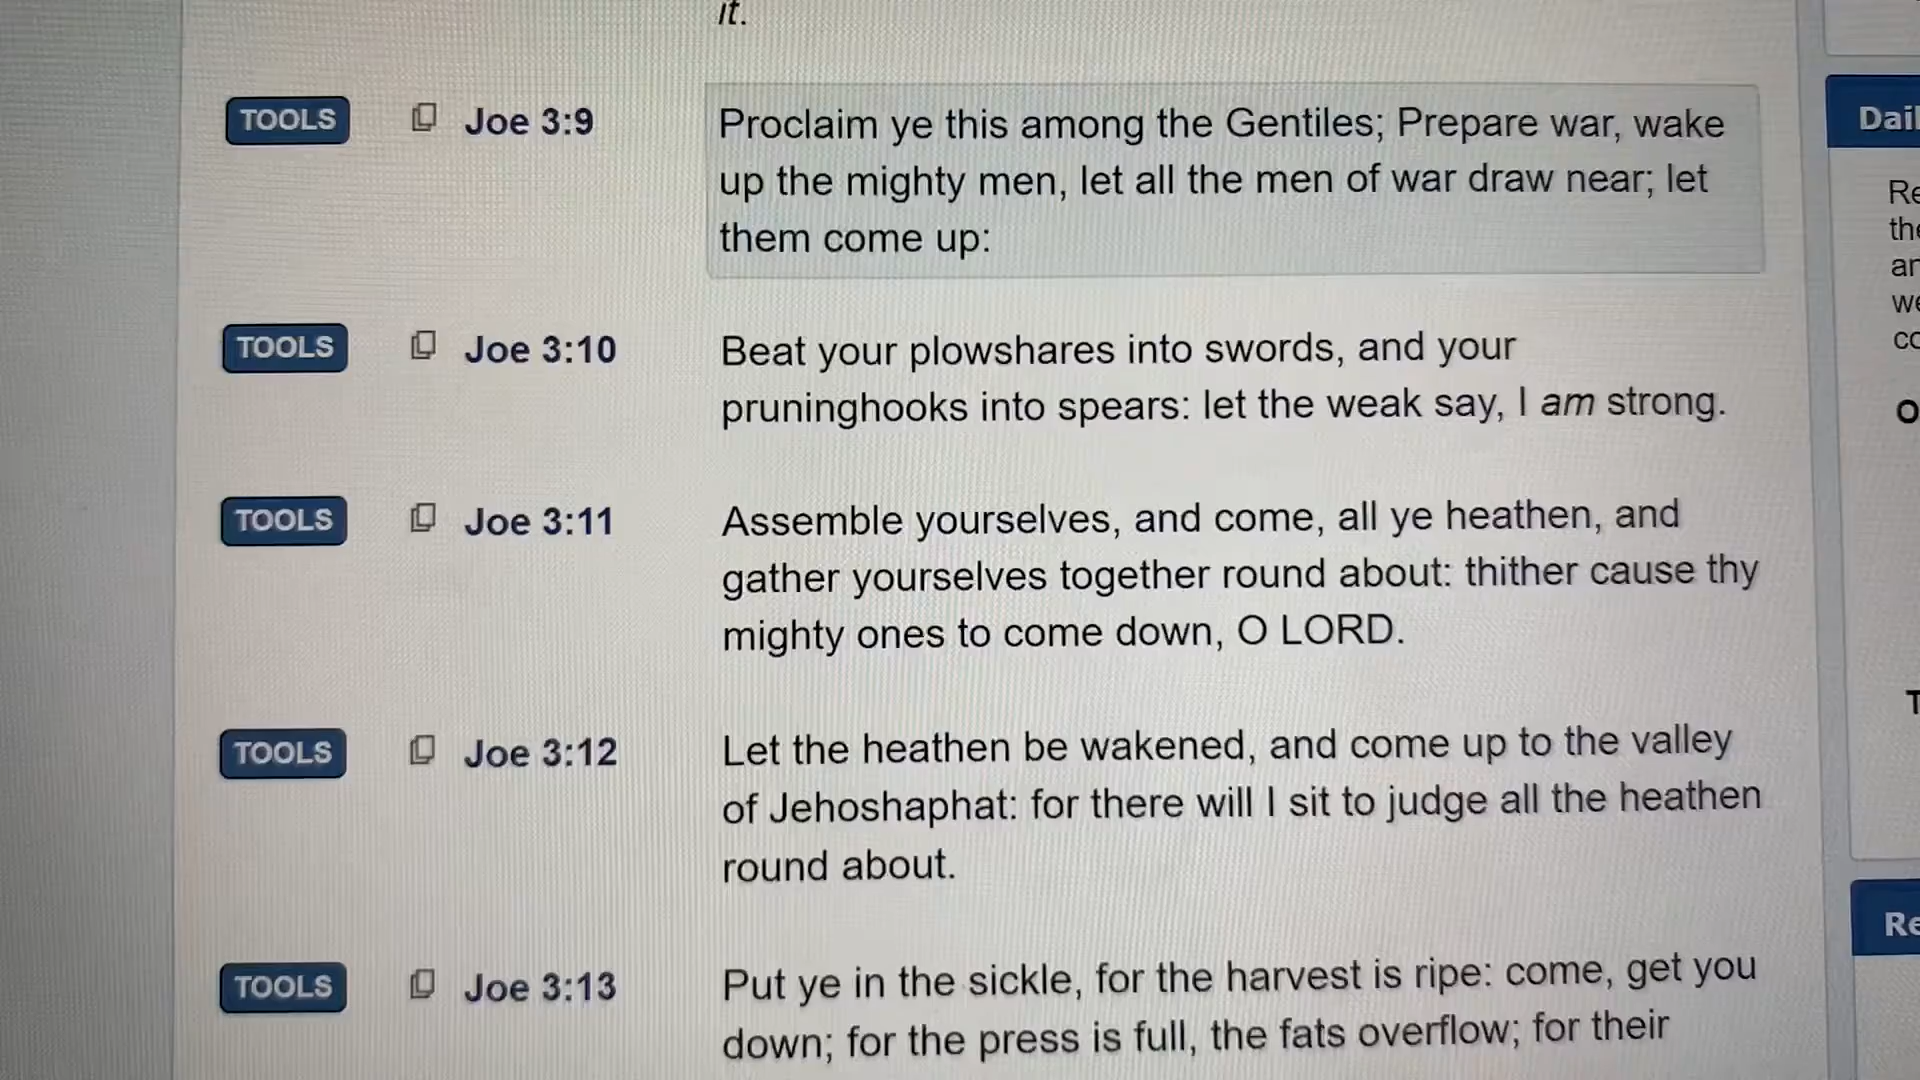 it.
TOOLS Joe 3:9 Proclaim ye this among the Gentiles; Prepare war, wake
up the mighty men, let all the men of war draw near; let
them come up:
TOOLS Joe 3:10 Beat your plowshares into swords, and your
pruninghooks into spears: let the weak say, I am strong.
TOOLS Joe 3:11 Assemble yourselves, and come, all ye heathen, and
gather yourselves together round about: thither cause thy
mighty ones to come down, O LORD.
TOOLS Joe 3:12 Let the heathen be wakened, and come up to the valley
of Jehoshaphat: for there will I sit to judge all the heathen
round about.
TOOLS Joe 3:13 Put ye in the sickle, for the harvest is ripe: come, get you
down; for the press is full, the fats overflow; for their